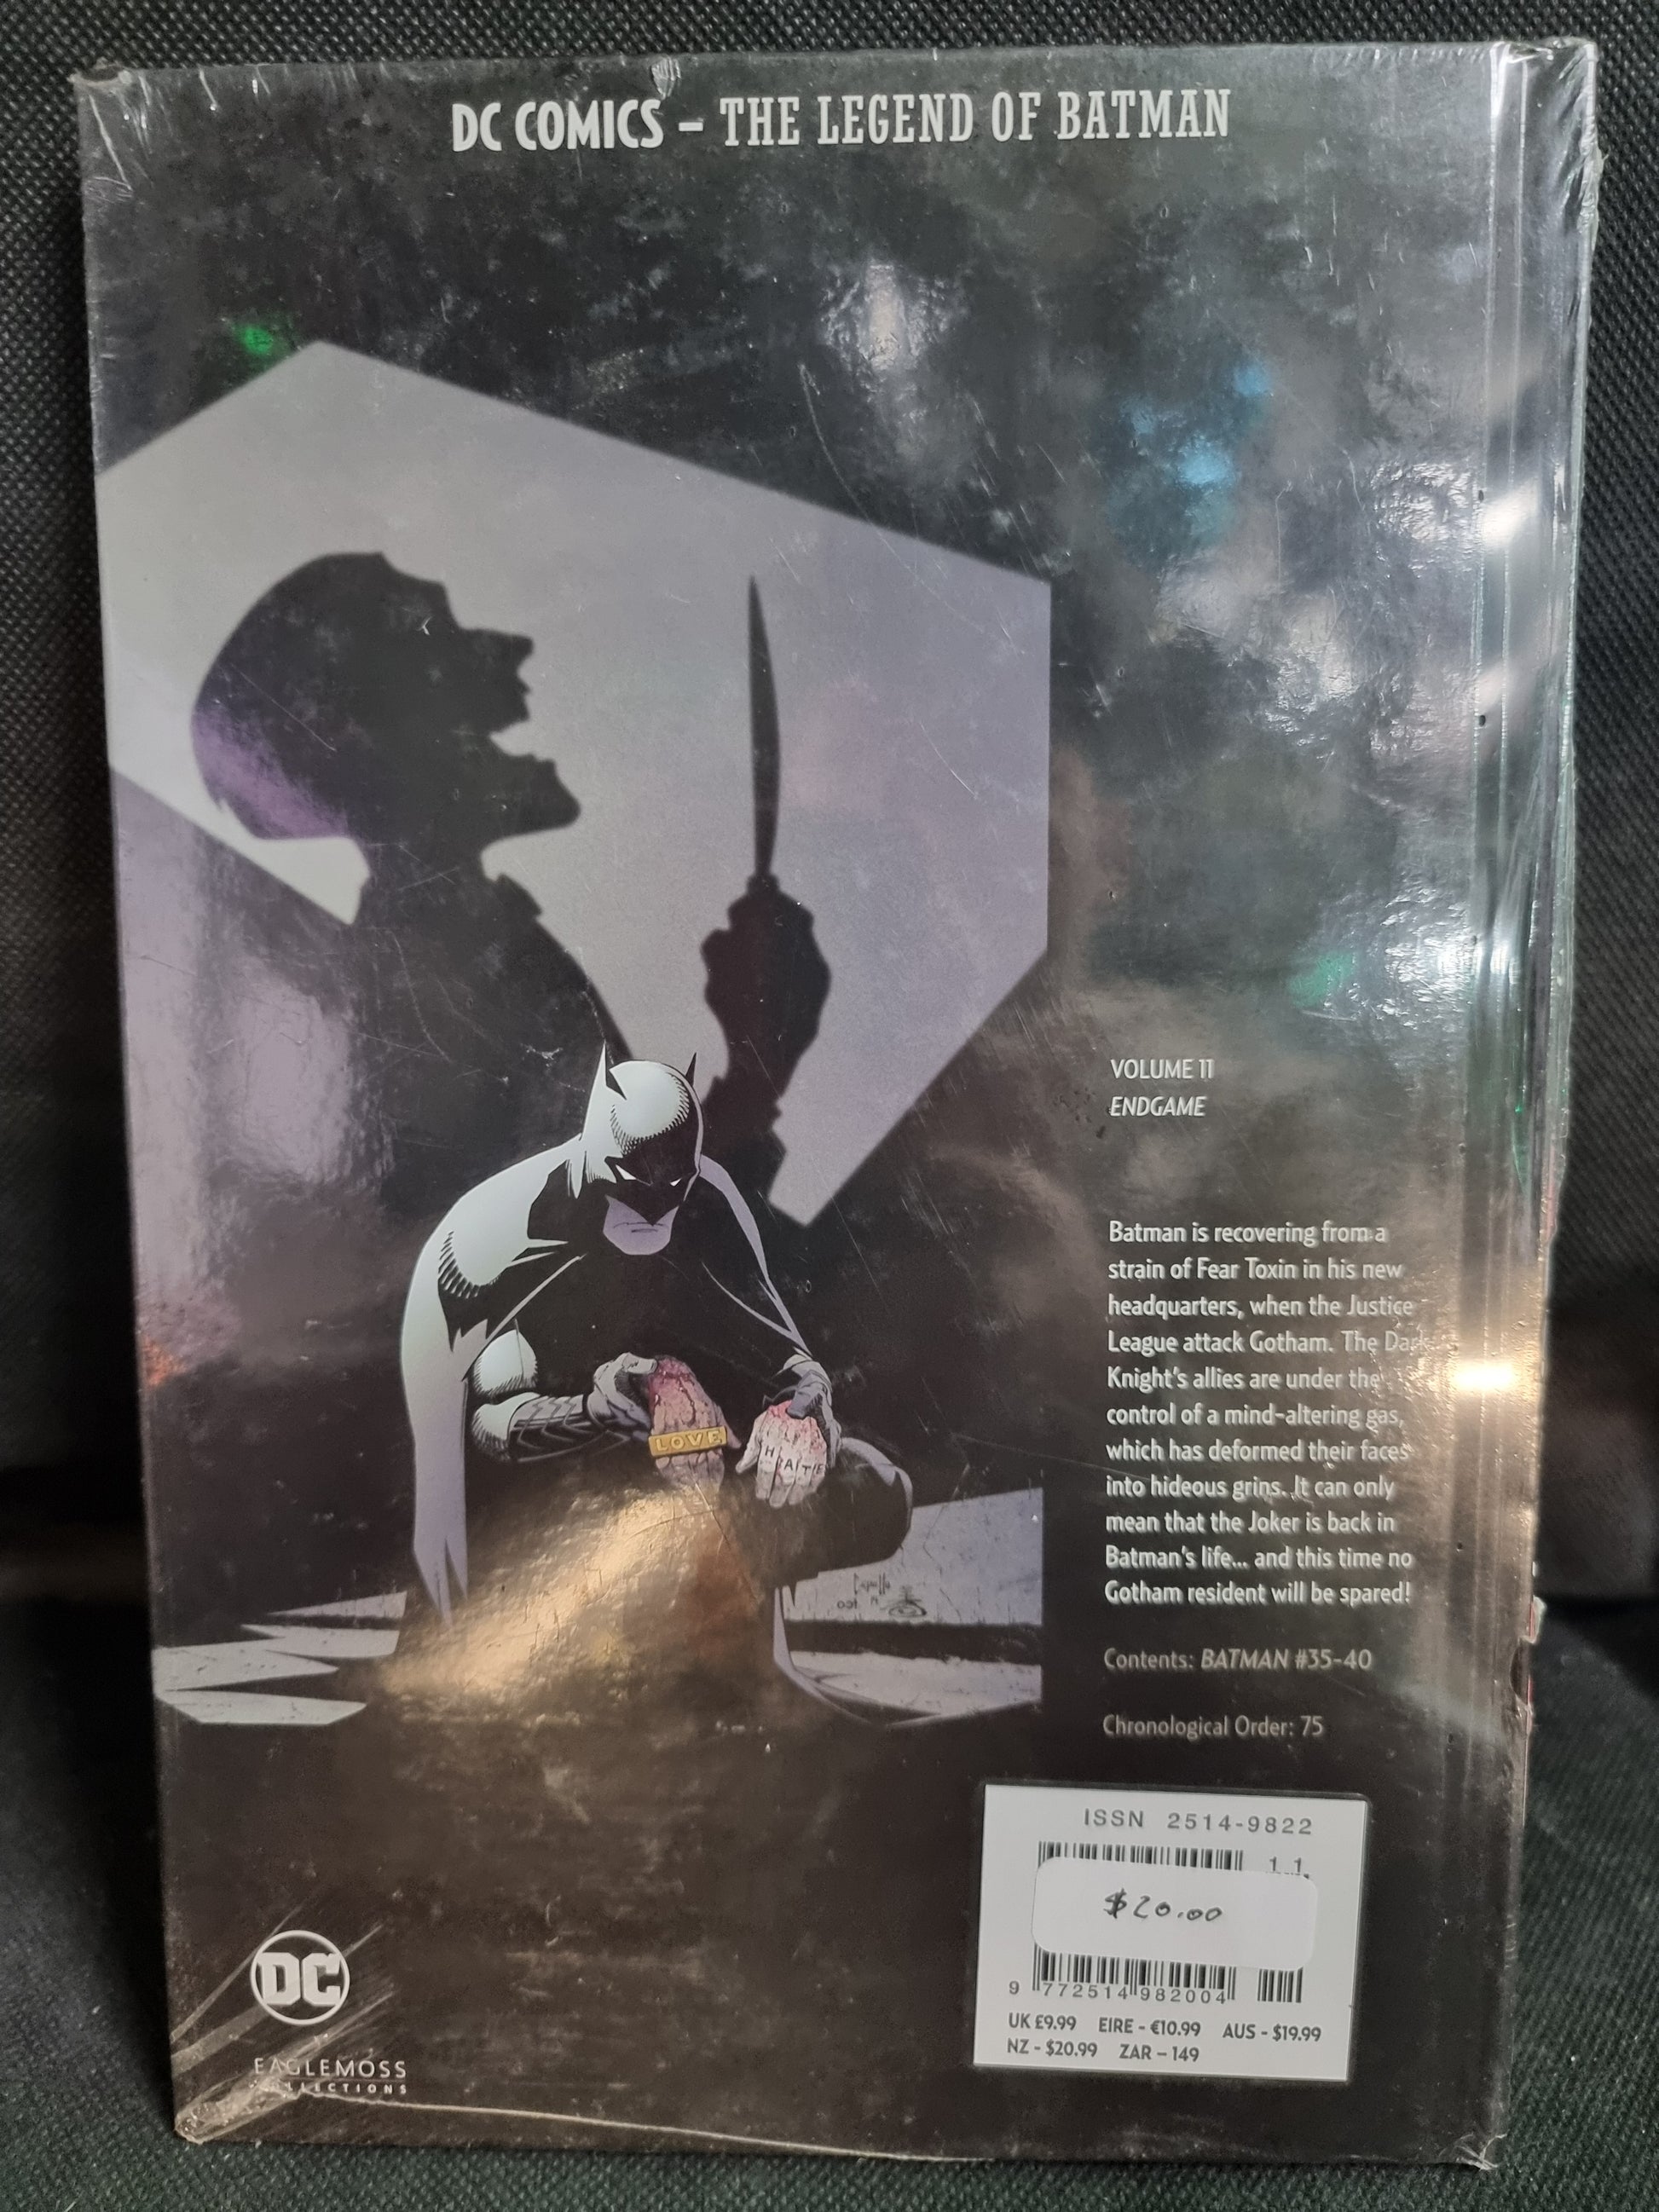 DC COMICS – THE LEGEND OF BATMAN
VOLUME 11
ENDGAME
Batman is recovering from a
strain of Fear Toxin in his new
headquarters, when the Justice
League attack Gotham. The Dark
Knight's allies are under the
control of a mind-altering gas,
which has deformed their faces
into hideous grins. It can only
mean that the Joker is back in
Batman's life... and this time no
Gotham resident will be spared!
Contents: BATMAN #35-40
Chronological Order: 75
LOVE
HATE
Capullo
ISSN 2514-9822
11
$20.00
9 772514 982004
UK £9.99 EIRE - €10.99 AUS - $19.99
NZ - $20.99 ZAR – 149
DC
EAGLEMOSS
COLLECTIONS